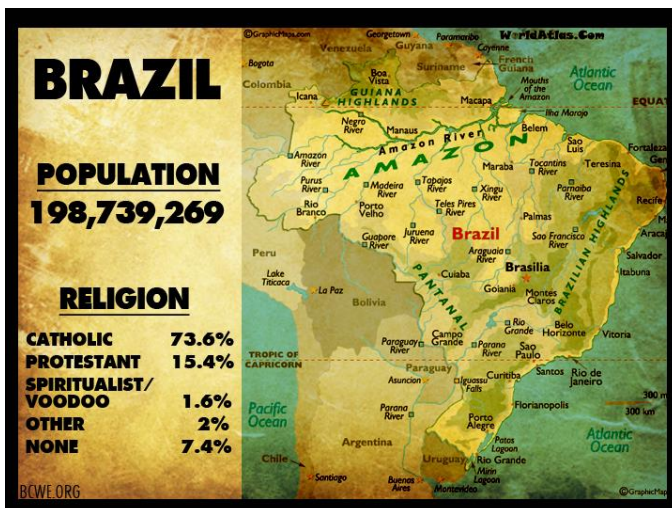 BRAZIL
POPULATION
198,739,269
RELIGION
CATHOLIC 73.6%
PROTESTANT 15.4%
SPIRITUALIST/
VOODOO 1.6%
OTHER 2%
NONE 7.4%
BCWE.ORG
©GraphicMaps.com
WorldAtlas.Com
Georgetown
Paramaribo
Venezuela
Guyana
Cayenne
Suriname
French
Guiana
Atlantic
Ocean
Bogota
Colombia
Boa
Vista
GUIANA
HIGHLANDS
Mouths
of the
Amazon
Icana
Macapa
EQUAT
Ilha Marajo
Negro
River
Manaus
Amazon River
Belem
Sao
Luis
Fortaleza
AMAZON
Amazon
River
Maraba
Tocantins
River
Teresina
Purus
River
Madeira
River
Tapajos
River
Xingu
River
Parnaiba
River
Recife
Rio
Branco
Porto
Velho
Teles Pires
River
Palmas
Juruena
River
Brazil
Sao Francisco
River
BRAZILIAN HIGHLANDS
Guapore
River
Araguaia
River
Salvador
Peru
Cuiaba
Brasilia
Itabuna
Lake
Titicaca
La Paz
Goiania
Montes
Claros
Bolivia
PANTANAL
Rio
Grande
Belo
Horizonte
Vitoria
Campo
Grande
Paraguay
River
Parana
River
Sao
Paulo
TROPIC OF
CAPRICORN
Paraguay
Santos
Rio de
Janeiro
Asuncion
Iguassu
Falls
Curitiba
300 m
300 km
Pacific
Ocean
Parana
River
Florianopolis
Porto
Alegre
Argentina
Patos
Lagoon
Atlantic
Ocean
Uruguay
Rio Grande
Mirin
Lagoon
Chile
Santiago
Buenos
Aires
Montevideo
©GraphicMap